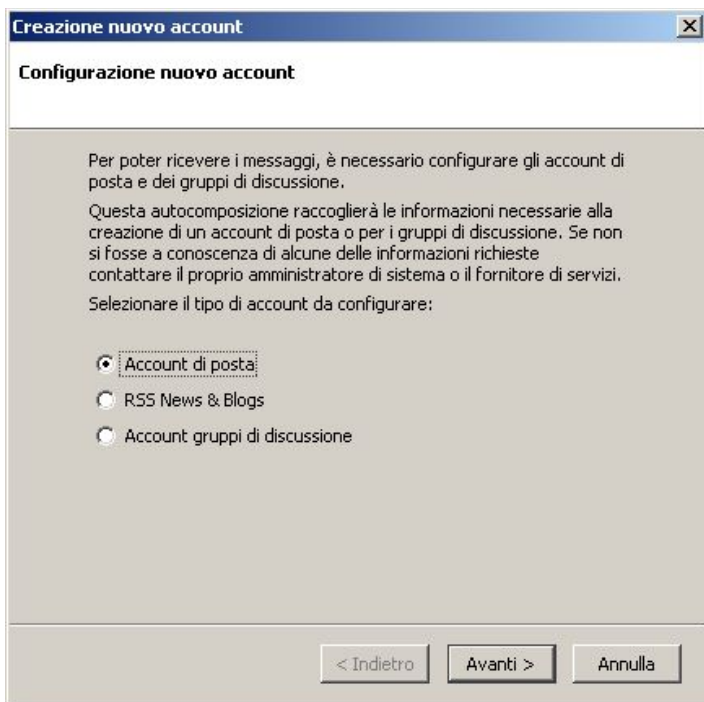 Creazione nuovo account
Configurazione nuovo account
Per poter ricevere i messaggi, è necessario configurare gli account di
posta e dei gruppi di discussione.
Questa autocomposizione raccoglierà le informazioni necessarie alla
creazione di un account di posta o per i gruppi di discussione. Se non
si fosse a conoscenza di alcune delle informazioni richieste
contattare il proprio amministratore di sistema o il fornitore di servizi.
Selezionare il tipo di account da configurare:
Account di posta
RSS News & Blogs
Account gruppi di discussione
< Indietro Avanti > Annulla